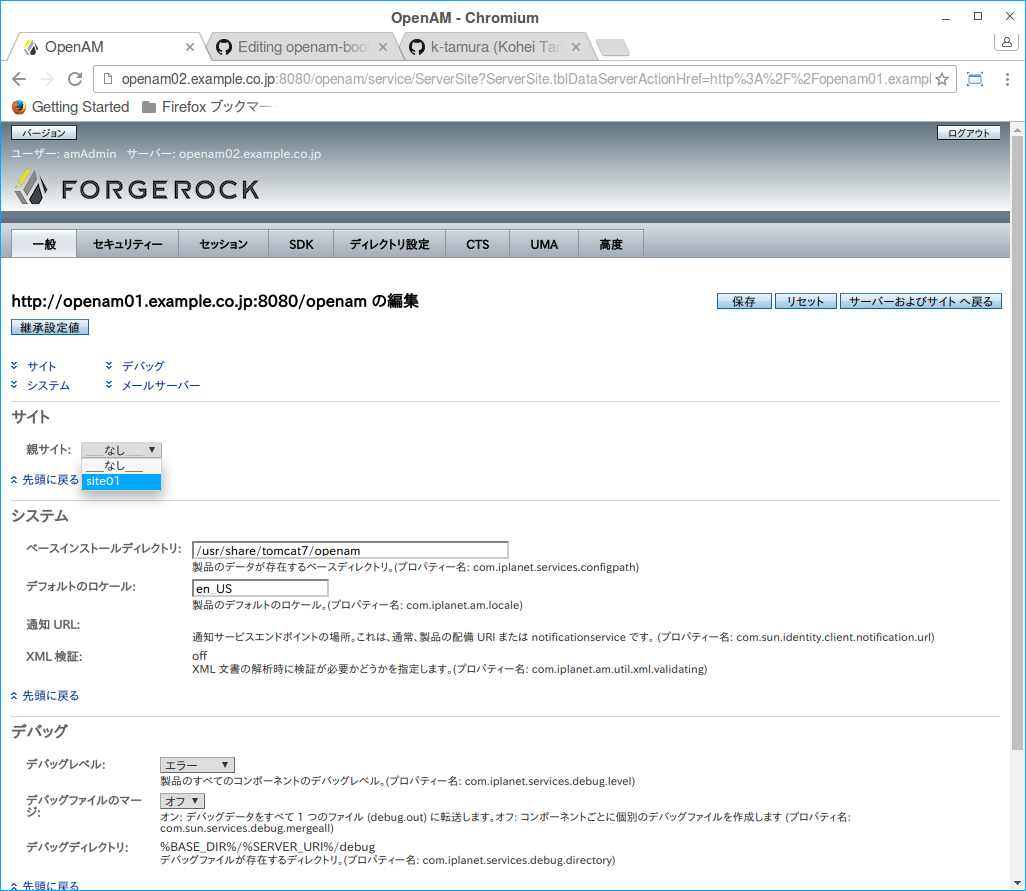 OpenAM - Chromium
OpenAM
Editing openam-boo
k-tamura (Kohei Tam
openam02.example.co.jp:8080/openam/service/ServerSite?ServerSite.tblDataServerActionHref=http%3A%2F%2Fopenam01.exampl
Getting Started
Firefox ブックマー
バージョン
ログアウト
ユーザー: amAdmin サーバー: openam02.example.co.jp
FORGEROCK
一般 セキュリティー セッション SDK ディレクトリ設定 CTS UMA 高度
http://openam01.example.co.jp:8080/openam の編集
保存 リセット サーバーおよびサイト へ戻る
継承設定値
サイト デバッグ
システム メールサーバー
サイト
親サイト: ___なし___
___なし___
先頭に戻る
site01
システム
ベースインストールディレクトリ: /usr/share/tomcat7/openam
製品のデータが存在するベースディレクトリ。(プロパティー名: com.iplanet.services.configpath)
デフォルトのロケール: en_US
製品のデフォルトのロケール。(プロパティー名: com.iplanet.am.locale)
通知 URL:
通知サービスエンドポイントの場所。これは、通常、製品の配備 URI または notificationservice です。 (プロパティー名: com.sun.identity.client.notification.url)
XML 検証: off
XML 文書の解析時に検証が必要かどうかを指定します。(プロパティー名: com.iplanet.am.util.xml.validating)
先頭に戻る
デバッグ
デバッグレベル: エラー
製品のすべてのコンポーネントのデバッグレベル。(プロパティー名: com.iplanet.services.debug.level)
デバッグファイルのマージ: オフ
オン: デバッグデータをすべて 1 つのファイル (debug.out) に転送します。オフ: コンポーネントごとに個別のデバッグファイルを作成します (プロパティ名:
com.sun.services.debug.mergeall)
デバッグディレクトリ: %BASE_DIR%/%SERVER_URI%/debug
デバッグファイルが存在するディレクトリ。(プロパティー名: com.iplanet.services.debug.directory)
先頭に戻る